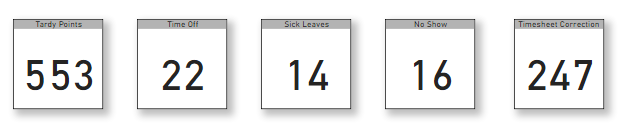 Tardy Points
553
Time Off
22
Sick Leaves
14
No Show
16
Timesheet Correction
247